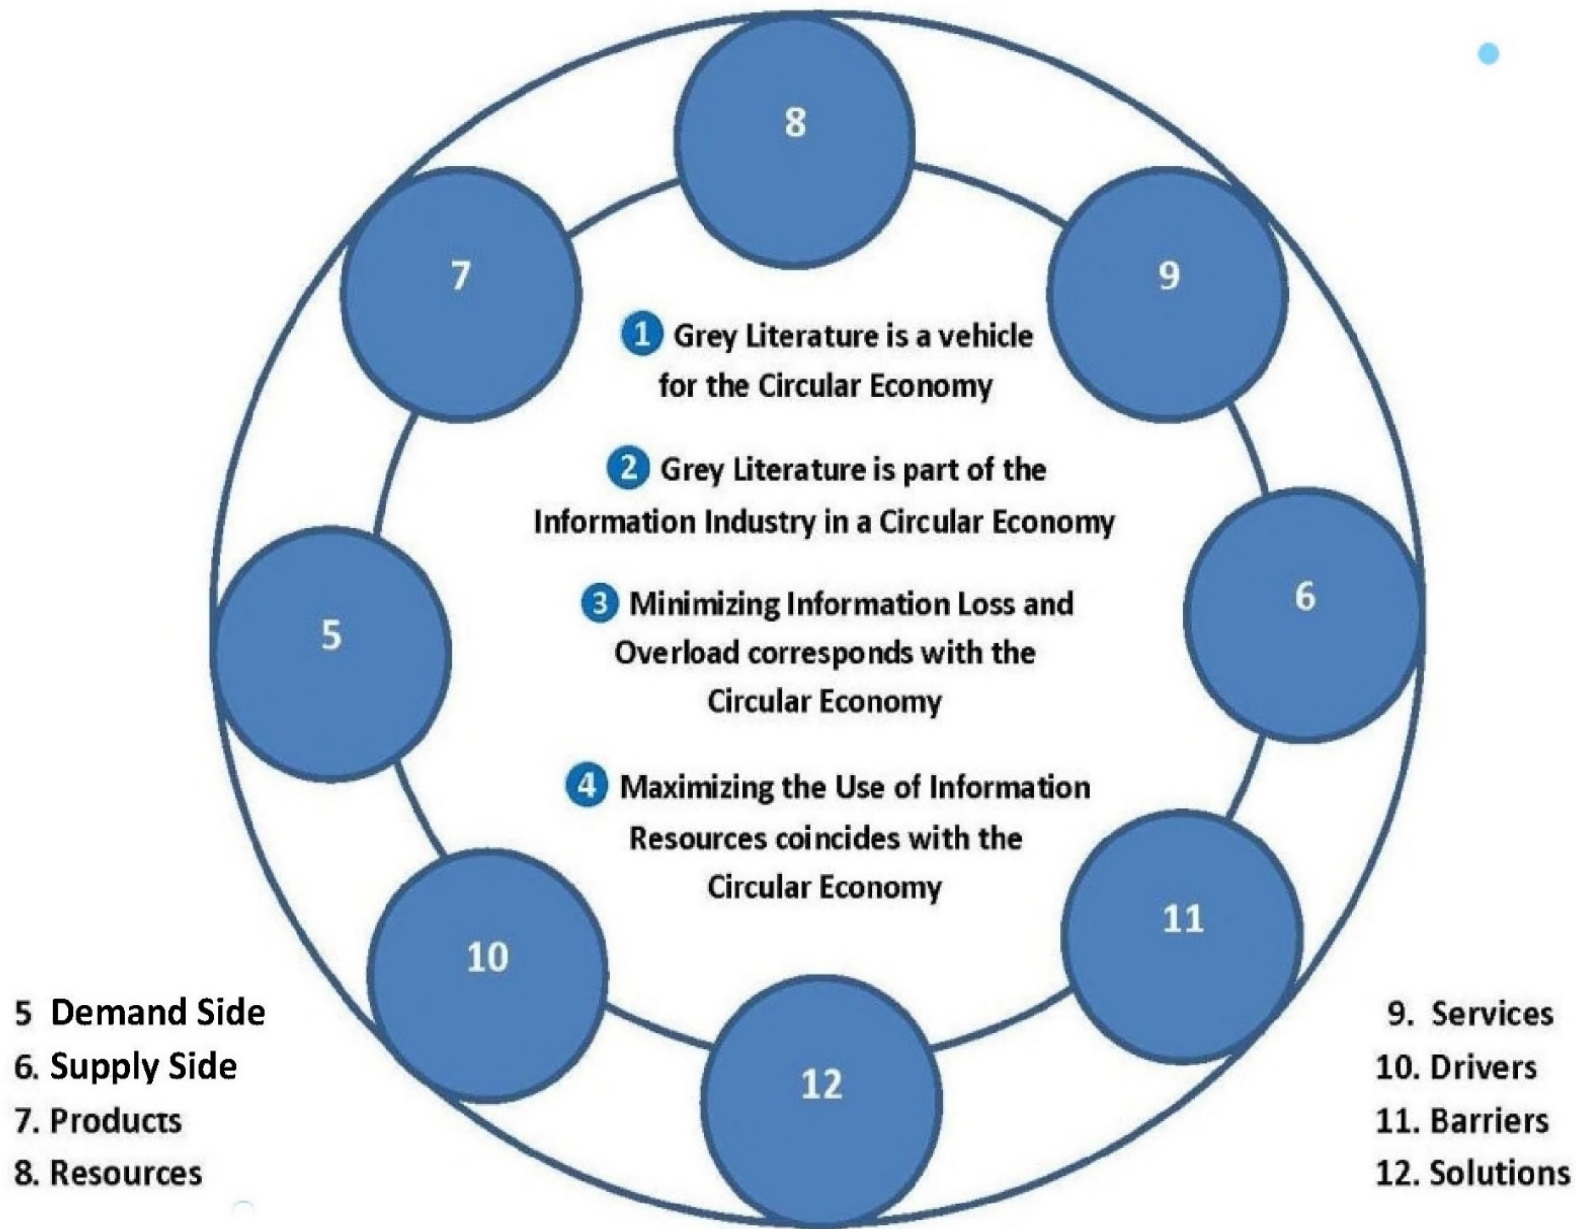 8
7
9
1 Grey Literature is a vehicle
for the Circular Economy
2 Grey Literature is part of the
Information Industry in a Circular Economy
3 Minimizing Information Loss and
Overload corresponds with the
Circular Economy
5
6
4 Maximizing the Use of Information
Resources coincides with the
Circular Economy
10
11
12
5 Demand Side
6. Supply Side
7. Products
8. Resources
9. Services
10. Drivers
11. Barriers
12. Solutions